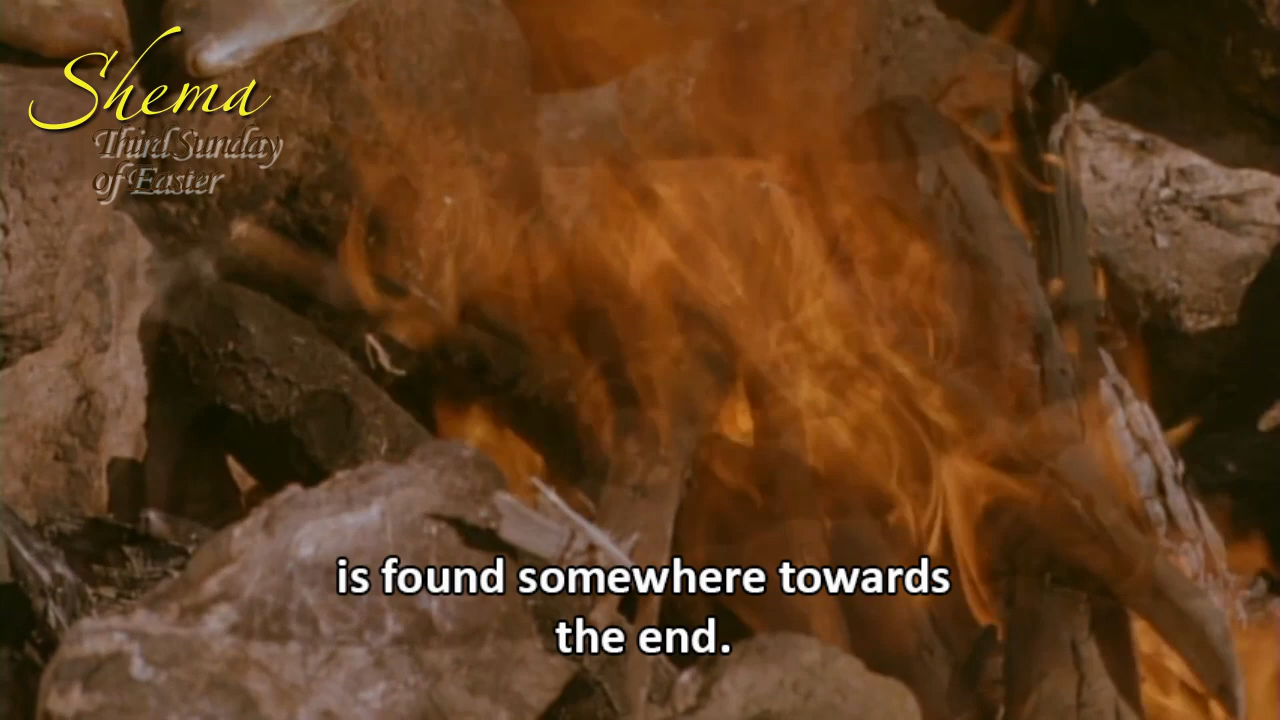 Shema
Third Sunday
of Easter
is found somewhere towards
the end.